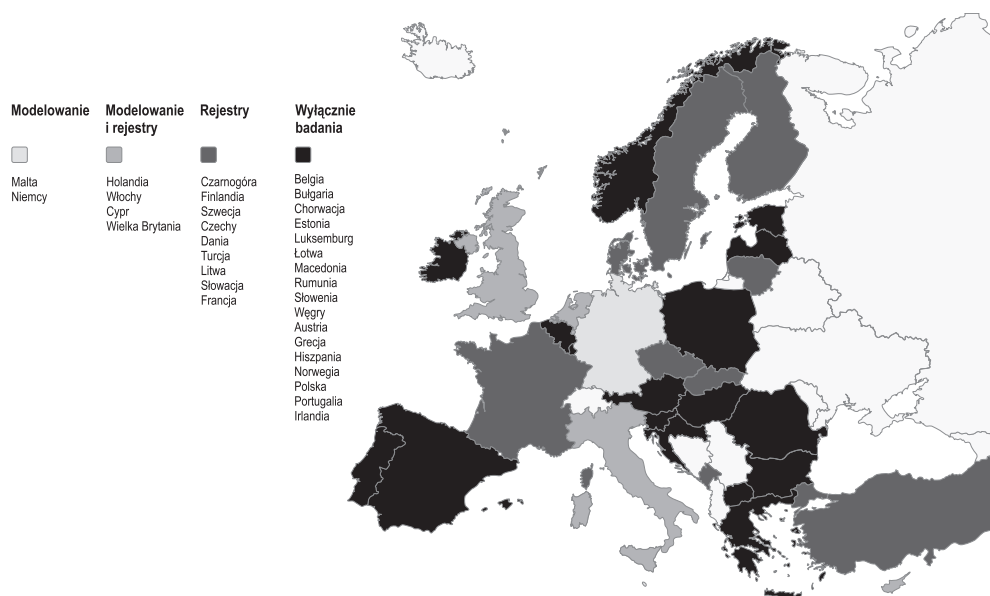 Modelowanie
Malta
Niemcy
Modelowanie
i rejestry
Holandia
Włochy
Cypr
Wielka Brytania
Rejestry
Czarnogóra
Finlandia
Szwecja
Czechy
Dania
Turcja
Litwa
Słowacja
Francja
Wyłącznie
badania
Belgia
Bułgaria
Chorwacja
Estonia
Luksemburg
Łotwa
Macedonia
Rumunia
Słowenia
Węgry
Austria
Grecja
Hiszpania
Norwegia
Polska
Portugalia
Irlandia